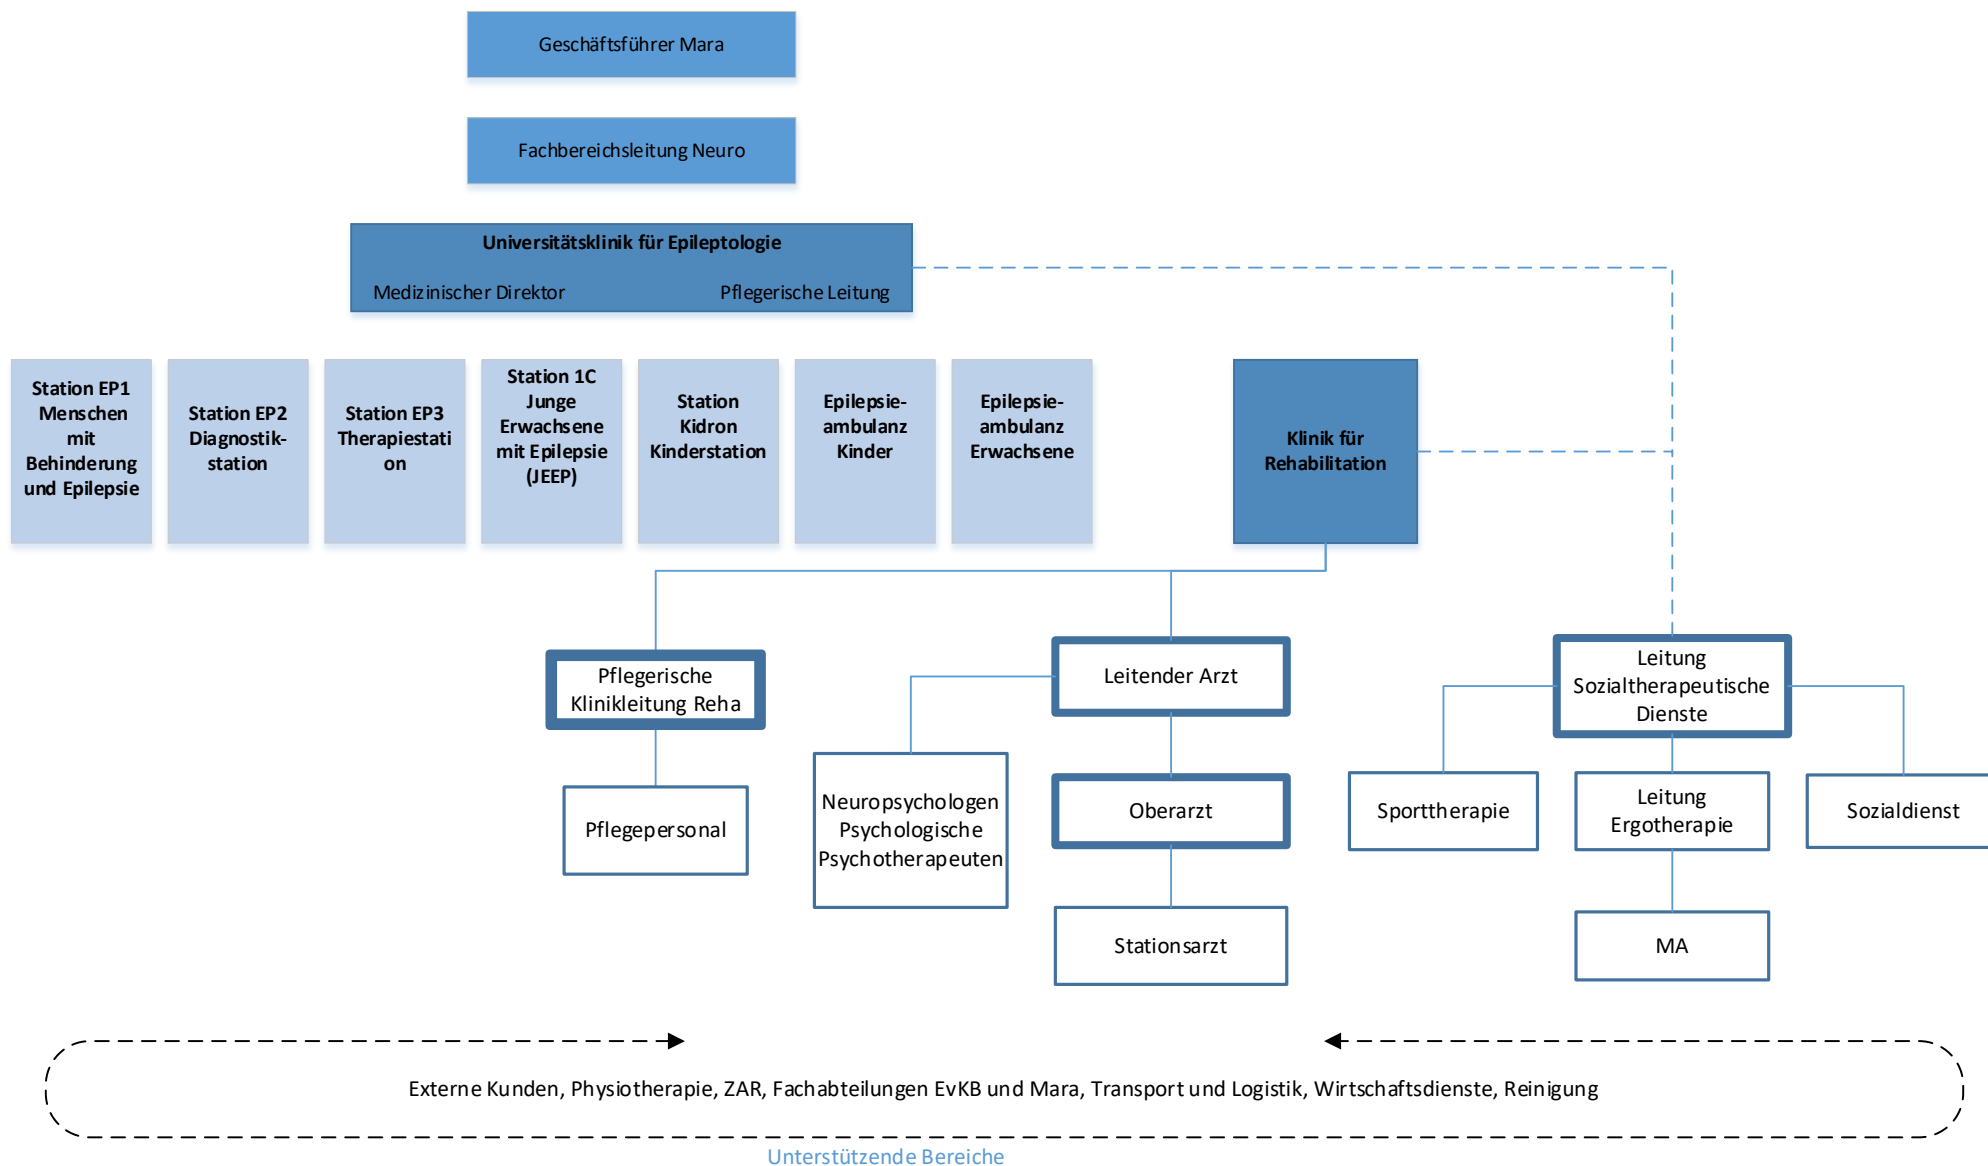 Geschäftsführer Mara
Fachbereichsleitung Neuro
Universitätsklinik für Epileptologie
Medizinischer Direktor
Pflegerische Leitung
Station EP1
Menschen
mit
Behinderung
und Epilepsie
Station EP2
Diagnostik-
station
Station EP3
Therapiestati
on
Station 1C
Junge
Erwachsene
mit Epilepsie
(JEEP)
Station
Kidron
Kinderstation
Epilepsie-
ambulanz
Kinder
Epilepsie-
ambulanz
Erwachsene
Klinik für
Rehabilitation
Pflegerische
Klinikleitung Reha
Leitender Arzt
Leitung
Sozialtherapeutische
Dienste
Pflegepersonal
Neuropsychologen
Psychologische
Psychotherapeuten
Oberarzt
Sporttherapie
Leitung
Ergotherapie
Sozialdienst
Stationsarzt
MA
Externe Kunden, Physiotherapie, ZAR, Fachabteilungen EvKB und Mara, Transport und Logistik, Wirtschaftsdienste, Reinigung
Unterstützende Bereiche